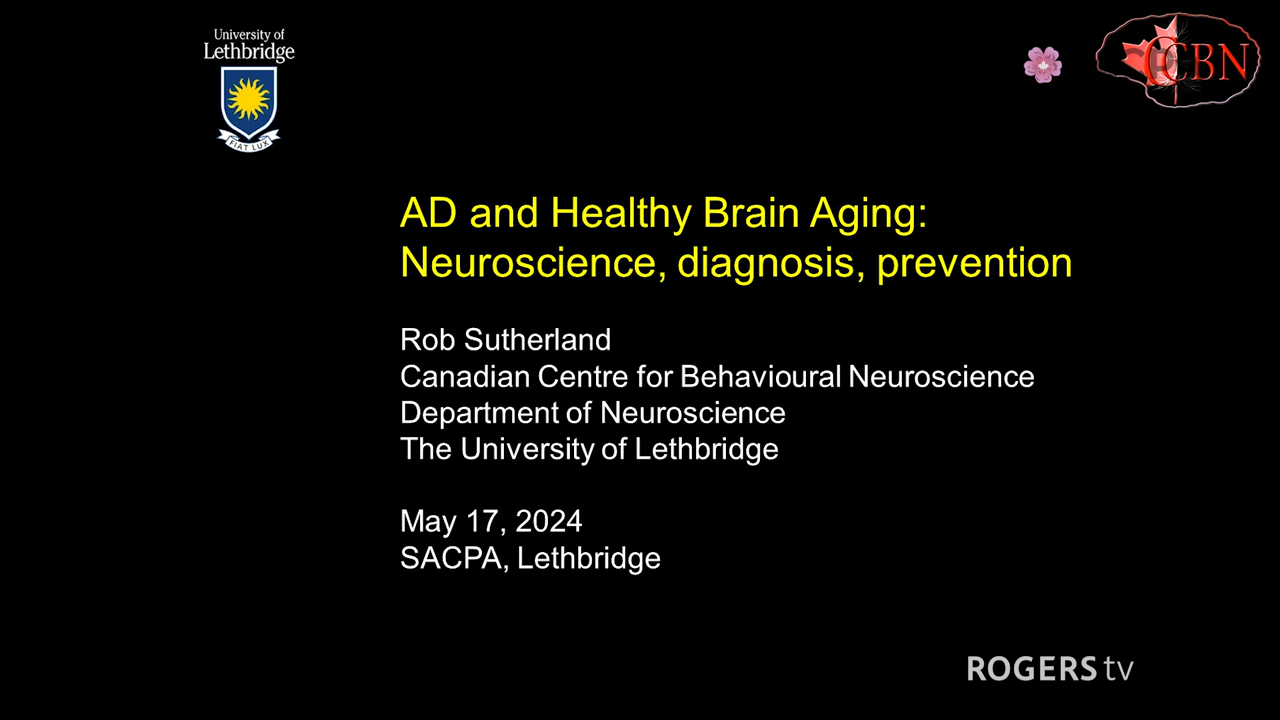 University of
Lethbridge
FIAT LUX
CCBN
AD and Healthy Brain Aging:
Neuroscience, diagnosis, prevention
Rob Sutherland
Canadian Centre for Behavioural Neuroscience
Department of Neuroscience
The University of Lethbridge
May 17, 2024
SACPA, Lethbridge
ROGERS tv